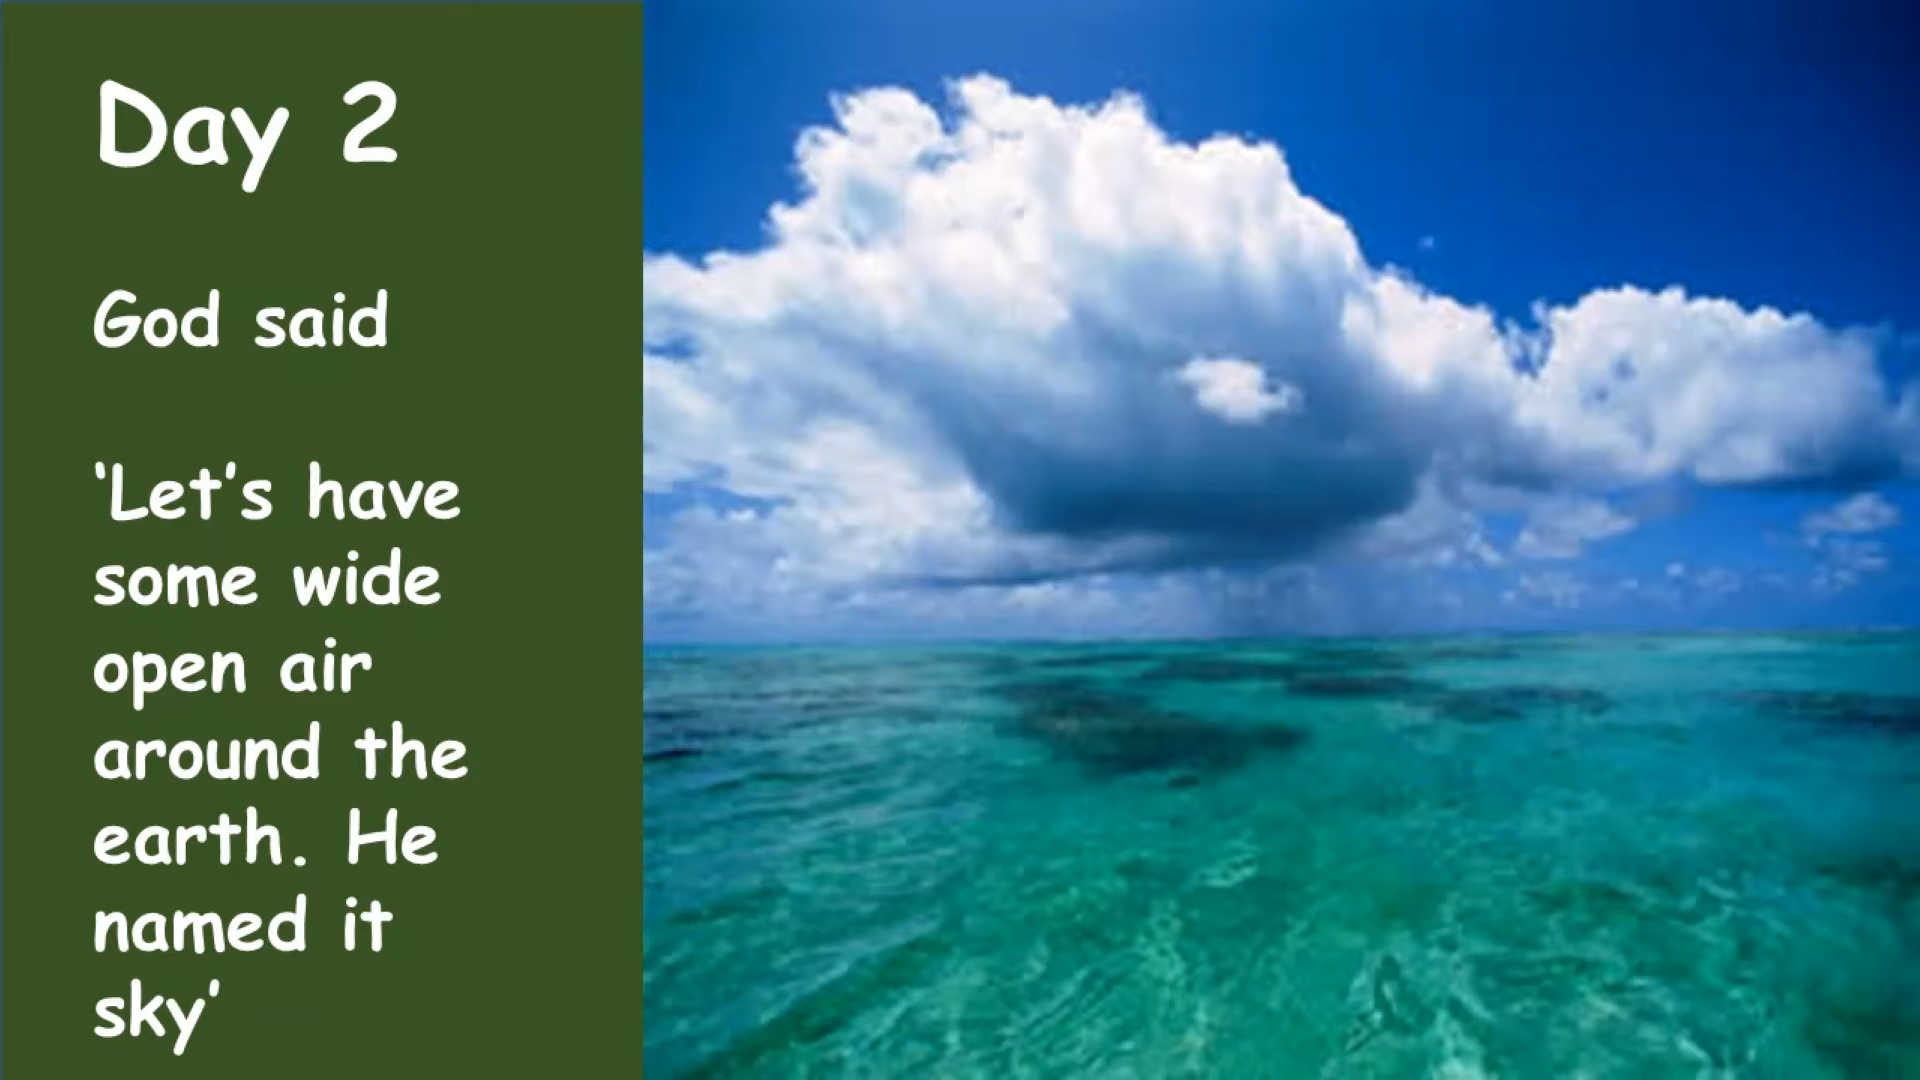 Day 2
God said
‘Let’s have
some wide
open air
around the
earth. He
named it
sky’